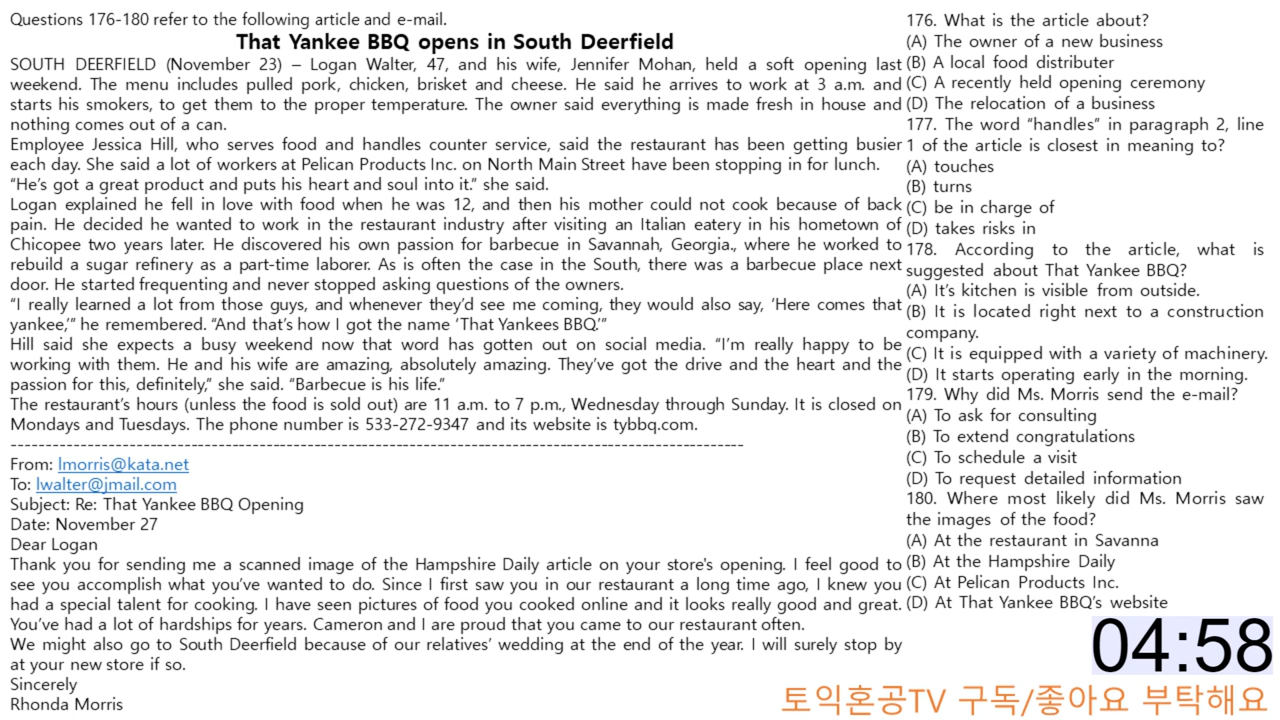 Questions 176-180 refer to the following article and e-mail.
That Yankee BBQ opens in South Deerfield
SOUTH DEERFIELD (November 23) – Logan Walter, 47, and his wife, Jennifer Mohan, held a soft opening last
weekend. The menu includes pulled pork, chicken, brisket and cheese. He said he arrives to work at 3 a.m. and
starts his smokers, to get them to the proper temperature. The owner said everything is made fresh in house and
nothing comes out of a can.
Employee Jessica Hill, who serves food and handles counter service, said the restaurant has been getting busier
each day. She said a lot of workers at Pelican Products Inc. on North Main Street have been stopping in for lunch.
“He’s got a great product and puts his heart and soul into it.” she said.
Logan explained he fell in love with food when he was 12, and then his mother could not cook because of back
pain. He decided he wanted to work in the restaurant industry after visiting an Italian eatery in his hometown of
Chicopee two years later. He discovered his own passion for barbecue in Savannah, Georgia., where he worked to
rebuild a sugar refinery as a part-time laborer. As is often the case in the South, there was a barbecue place next
door. He started frequenting and never stopped asking questions of the owners.
“I really learned a lot from those guys, and whenever they’d see me coming, they would also say, ‘Here comes that
yankee,’” he remembered. “And that’s how I got the name ‘That Yankees BBQ.’”
Hill said she expects a busy weekend now that word has gotten out on social media. “I’m really happy to be
working with them. He and his wife are amazing, absolutely amazing. They’ve got the drive and the heart and the
passion for this, definitely,” she said. “Barbecue is his life.”
The restaurant’s hours (unless the food is sold out) are 11 a.m. to 7 p.m., Wednesday through Sunday. It is closed on
Mondays and Tuesdays. The phone number is 533-272-9347 and its website is tybbq.com.
--------------------------------------------------------------------------------------------------------
From: lmorris@kata.net
To: lwalter@jmail.com
Subject: Re: That Yankee BBQ Opening
Date: November 27
Dear Logan
Thank you for sending me a scanned image of the Hampshire Daily article on your store's opening. I feel good to
see you accomplish what you’ve wanted to do. Since I first saw you in our restaurant a long time ago, I knew you
had a special talent for cooking. I have seen pictures of food you cooked online and it looks really good and great.
You’ve had a lot of hardships for years. Cameron and I are proud that you came to our restaurant often.
We might also go to South Deerfield because of our relatives’ wedding at the end of the year. I will surely stop by
at your new store if so.
Sincerely
Rhonda Morris
176. What is the article about?
(A) The owner of a new business
(B) A local food distributer
(C) A recently held opening ceremony
(D) The relocation of a business
177. The word “handles” in paragraph 2, line
1 of the article is closest in meaning to?
(A) touches
(B) turns
(C) be in charge of
(D) takes risks in
178. According to the article, what is
suggested about That Yankee BBQ?
(A) It’s kitchen is visible from outside.
(B) It is located right next to a construction
company.
(C) It is equipped with a variety of machinery.
(D) It starts operating early in the morning.
179. Why did Ms. Morris send the e-mail?
(A) To ask for consulting
(B) To extend congratulations
(C) To schedule a visit
(D) To request detailed information
180. Where most likely did Ms. Morris saw
the images of the food?
(A) At the restaurant in Savanna
(B) At the Hampshire Daily
(C) At Pelican Products Inc.
(D) At That Yankee BBQ’s website
04:58
토익혼공TV 구독/좋아요 부탁해요